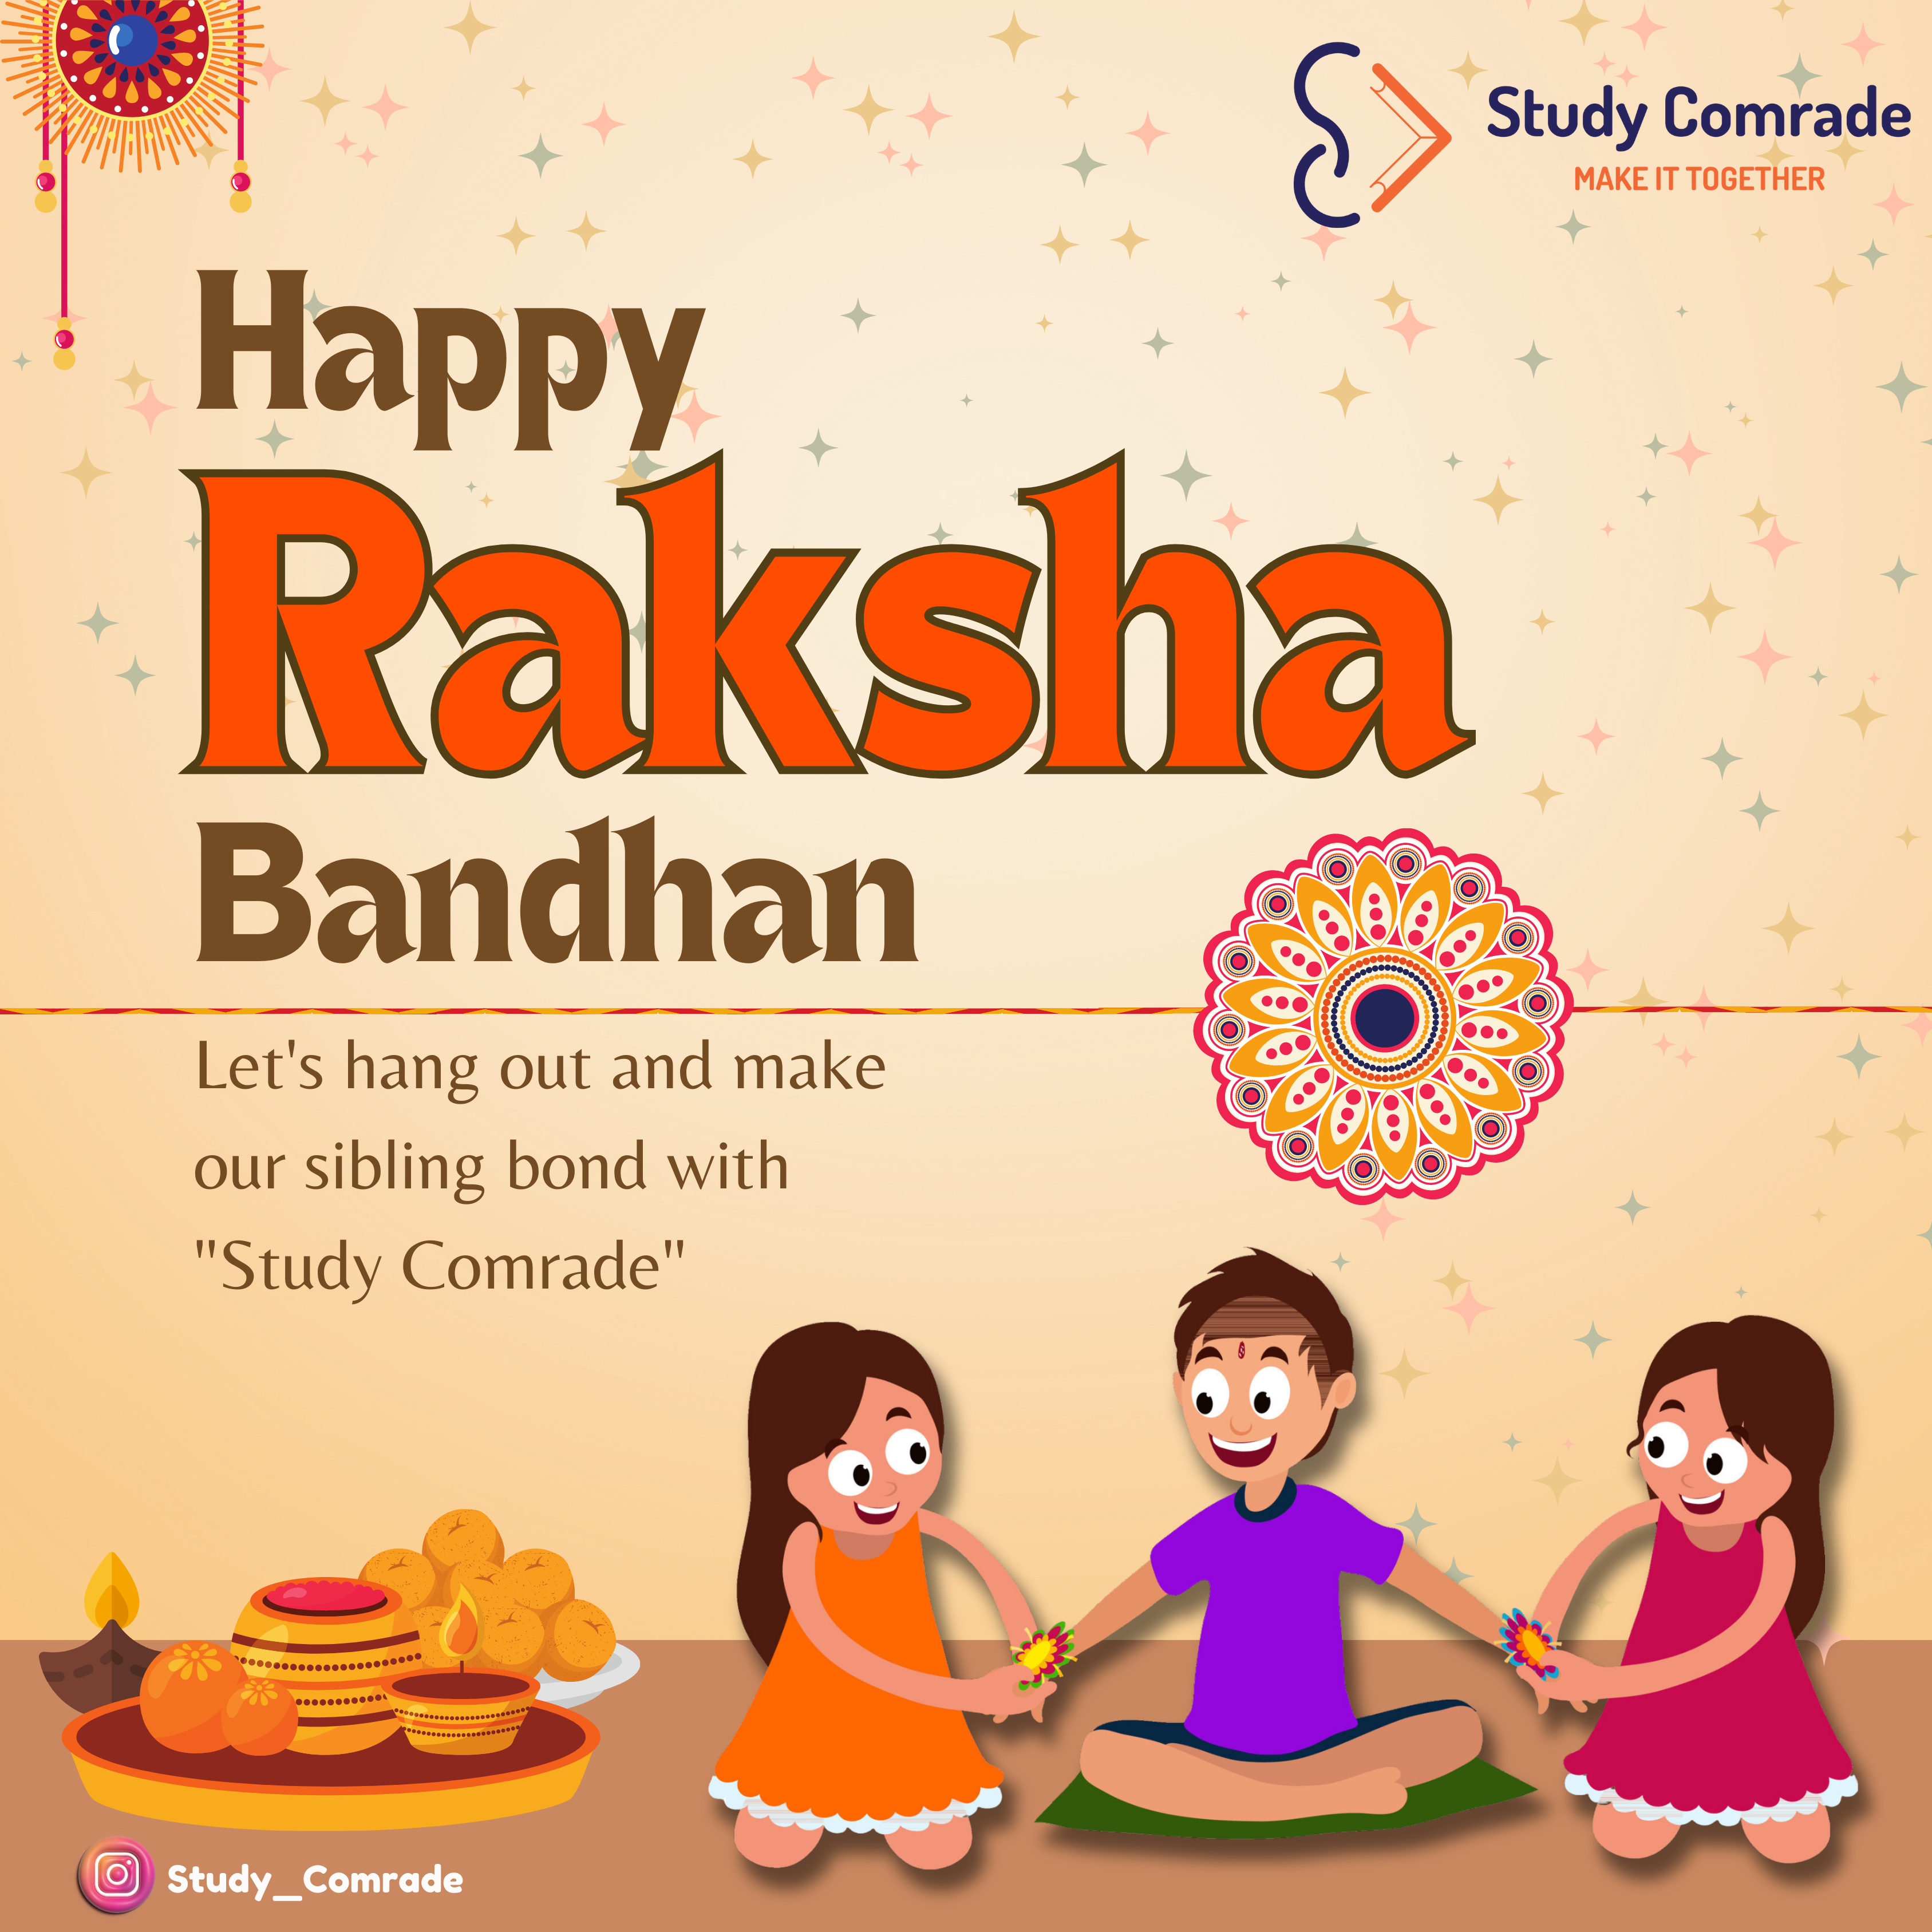 Study Comrade
MAKE IT TOGETHER
Happy
Raksha
Bandhan
Let's hang out and make
our sibling bond with
"Study Comrade"
Study_Comrade